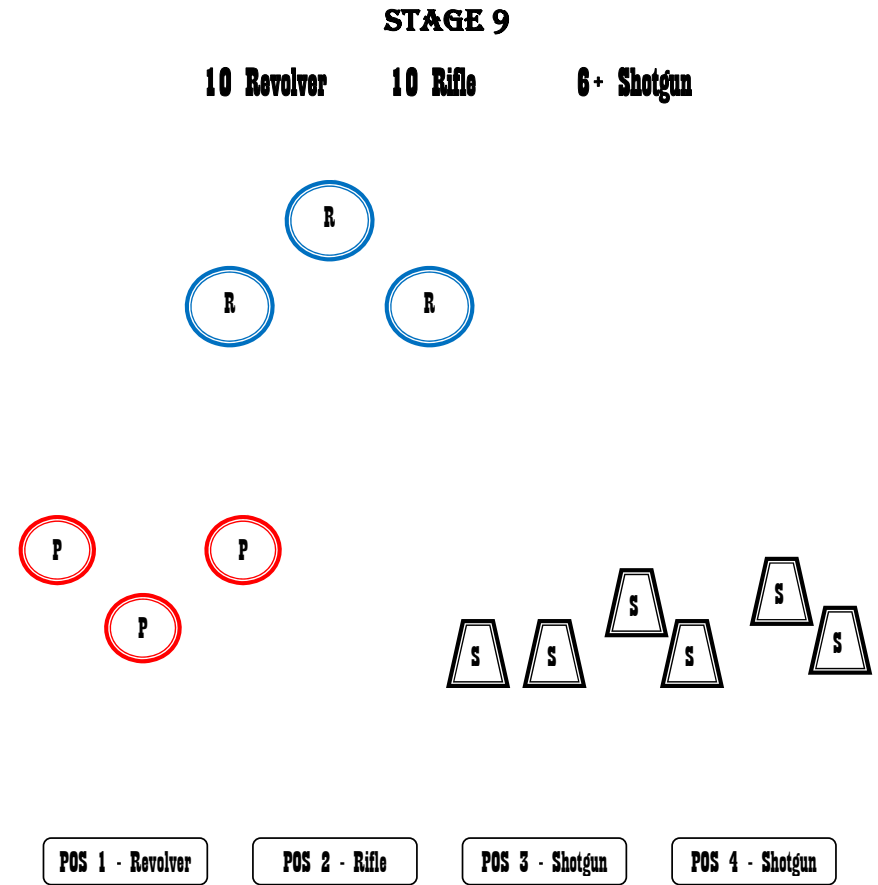 STAGE 9
10 Revolver 10 Rifle 6+ Shotgun
R
R R
P P
P
S S
S S S S
POS 1 - Revolver POS 2 - Rifle POS 3 - Shotgun POS 4 - Shotgun